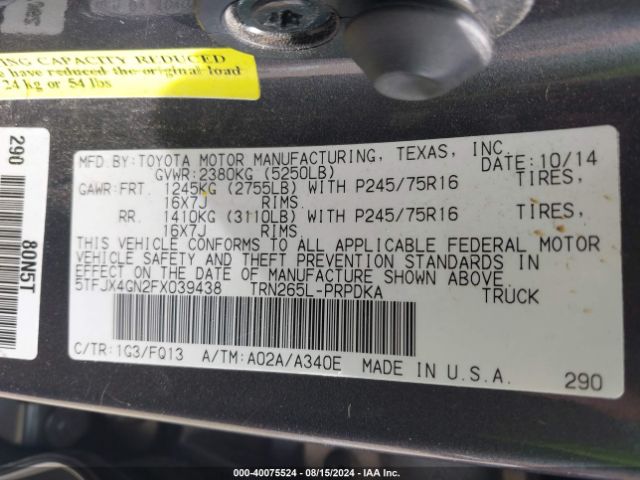 ING CAPACITY REDUCED
e have reduced the original load
24 kg or 54 lbs
290
80N5T
MFD.BY:TOYOTA MOTOR MANUFACTURING, TEXAS, INC.
GVWR:2380KG (5250LB) DATE:10/14
GAWR:FRT. 1245KG (2755LB) WITH P245/75R16 TIRES,
16X7J RIMS.
RR. 1410KG (3110LB) WITH P245/75R16 TIRES,
16X7J RIMS
THIS VEHICLE CONFORMS TO ALL APPLICABLE FEDERAL MOTOR
VEHICLE SAFETY AND THEFT PREVENTION STANDARDS IN
EFFECT ON THE DATE OF MANUFACTURE SHOWN ABOVE.
5TFJX4GN2FX039438 TRN265L-PRPDKA TRUCK
C/TR:1G3/FQ13 A/TM:A02A/A340E MADE IN U.S.A.
290
000-40075524 - 08/15/2024 - IAA Inc.